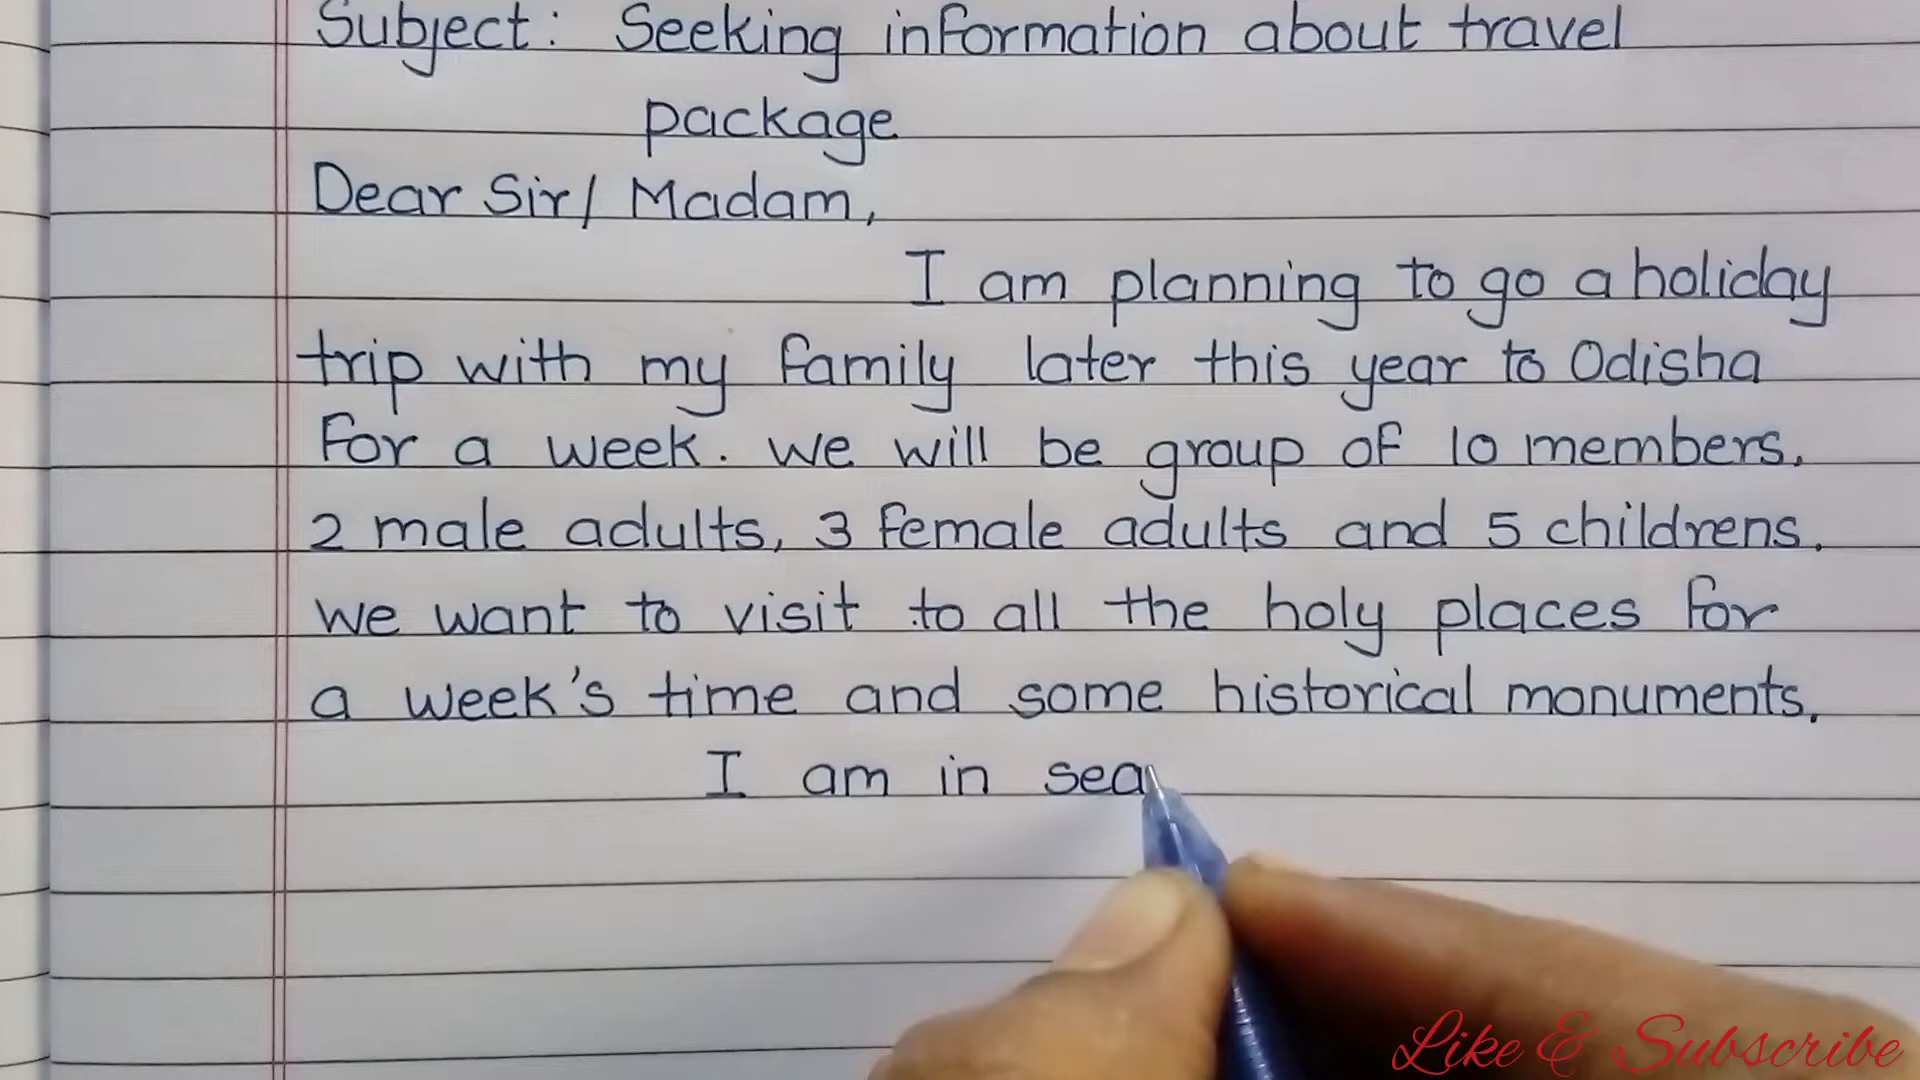 Subject: Seeking information about travel
package
Dear Sir/ Madam,
I am planning to go a holiday
trip with my family later this year to Odisha
for a week. We will be group of 10 members.
2 male adults, 3 female adults and 5 childrens.
We want to visit to all the holy places for
a week's time and some historical monuments.
I am in sea
Like & Subscribe